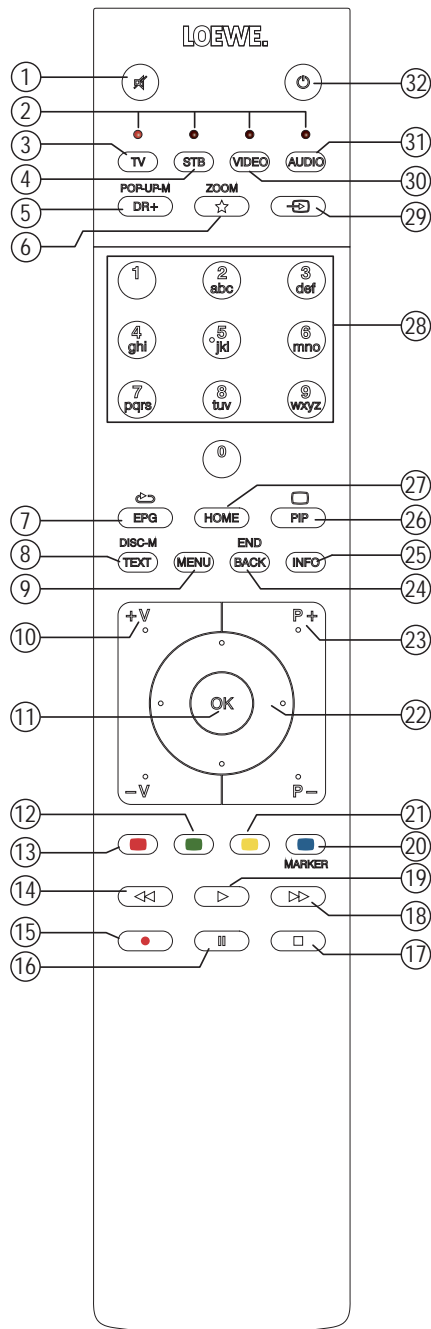 LOEWE.
1
32
2
3
TV
STB
VIDEO
AUDIO
31
4
30
POP-UP-M
ZOOM
5
DR+
29
6
1
2
abc
3
def
4
ghi
5
jkl
6
mno
28
7
pqrs
8
tuv
9
wxyz
0
27
7
EPG
HOME
PIP
26
DISC-M
END
8
TEXT
MENU
BACK
INFO
25
9
24
10
+V
P+
23
11
OK
22
–V
P–
12
21
13
20
MARKER
14
19
18
15
16
17